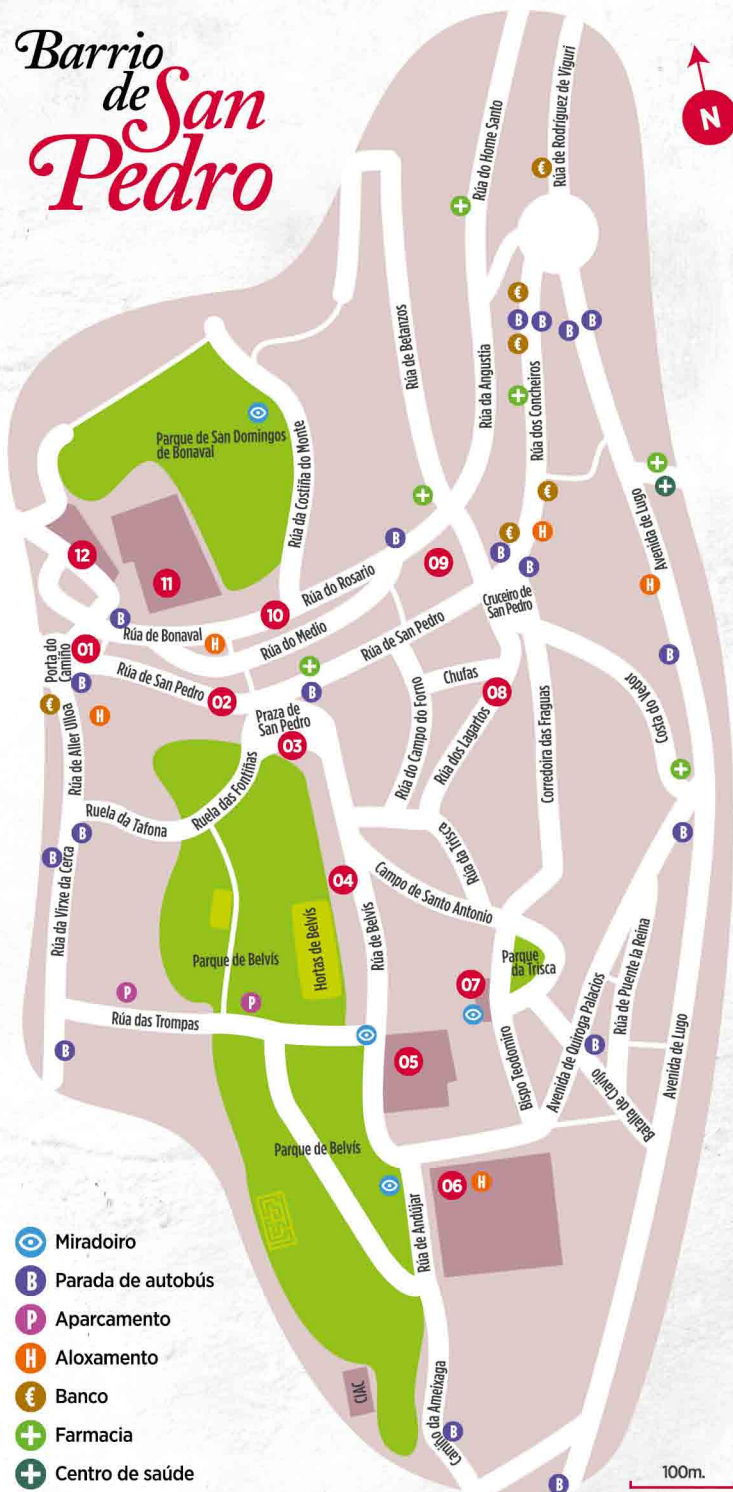 Barrio
de San
Pedro
N
Rúa do Home Santo
Rúa de Rodríguez de Viguri
€
+
Rúa de Betanzos
Rúa da Angustia
€
B
B
B
B
€
+
Rúa dos Concheiros
Parque de San Domingos
de Bonaval
Rúa da Costiña do Monte
+
+
+
€
Avenida de Lugo
B
€
H
B
B
12
11
09
H
10
Rúa do Rosario
Cruceiro de
San Pedro
B
Rúa de Bonaval
H
Rúa do Medio
Rúa de San Pedro
Porta do
Camiño
01
B
Rúa de San Pedro
+
B
B
Chufas
08
Costa do Vedor
€
H
02
Praza de
San Pedro
03
Rúa de Aller Ulloa
Rúa do Campo do Forno
Rúa dos Lagartos
Corredoira das Fraguas
+
Ruela da Tafona
Ruela das Fontiñas
B
B
B
Rúa da Trisca
04
Campo de Santo Antonio
Rúa da Virxe da Cerca
Hortas de Belvís
Rúa de Belvís
Parque de Belvís
Parque
da Trisca
07
P
P
Rúa das Trompas
Bispo Teodomiro
Avenida de Quiroga Palacios
Rúa de Puente la Reina
B
B
Avenida de Lugo
05
Batalla de Clavijo
Parque de Belvís
06
H
Rúa de Andújar
CIAC
Camiño da Ameixaga
B
B
Miradoiro
B Parada de autobús
P Aparcamento
H Aloxamento
€ Banco
+ Farmacia
+ Centro de saúde
100m.